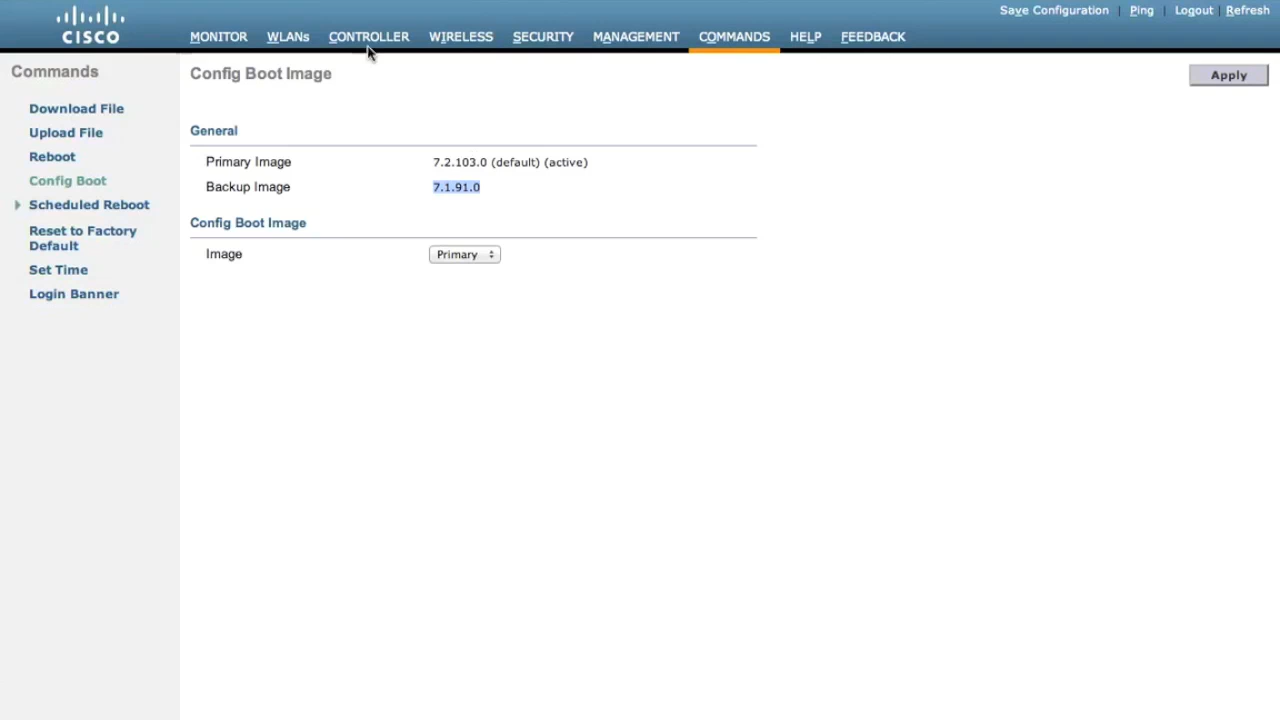 Save Configuration | Ping | Logout | Refresh
CISCO
MONITOR WLANs CONTROLLER WIRELESS SECURITY MANAGEMENT COMMANDS HELP FEEDBACK
Commands
Download File
Upload File
Reboot
Config Boot
Scheduled Reboot
Reset to Factory
Default
Set Time
Login Banner
Config Boot Image
Apply
General
Primary Image 7.2.103.0 (default) (active)
Backup Image 7.1.91.0
Config Boot Image
Image Primary